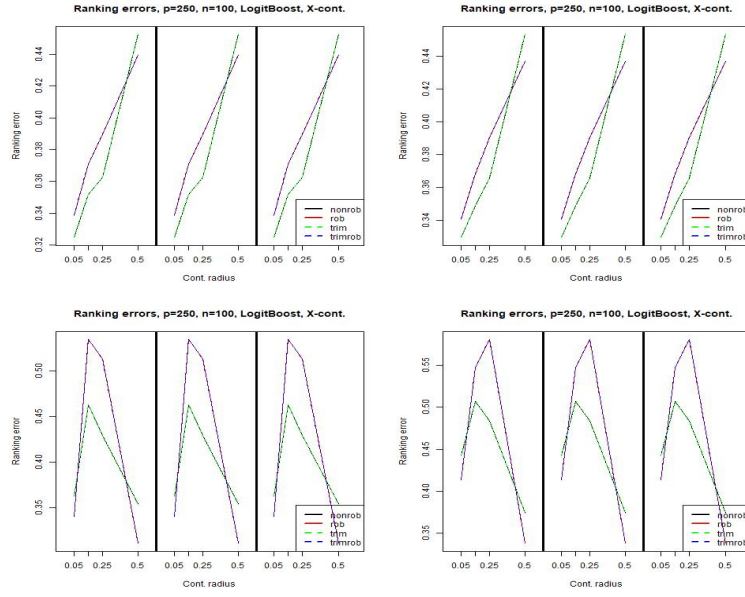 Ranking errors, p=250, n=100, LogitBoost, X-cont.
Ranking error
0.44
0.42
0.40
0.38
0.36
0.34
0.32
0.05 0.25 0.5 0.05 0.25 0.5 0.05 0.25 0.5
Cont. radius
nonrob
rob
trim
trimrob
Ranking errors, p=250, n=100, LogitBoost, X-cont.
Ranking error
0.44
0.42
0.40
0.38
0.36
0.34
0.05 0.25 0.5 0.05 0.25 0.5 0.05 0.25 0.5
Cont. radius
nonrob
rob
trim
trimrob
Ranking errors, p=250, n=100, LogitBoost, X-cont.
Ranking error
0.50
0.45
0.40
0.35
0.05 0.25 0.5 0.05 0.25 0.5 0.05 0.25 0.5
Cont. radius
nonrob
rob
trim
trimrob
Ranking errors, p=250, n=100, LogitBoost, X-cont.
Ranking error
0.55
0.50
0.45
0.40
0.35
0.05 0.25 0.5 0.05 0.25 0.5 0.05 0.25 0.5
Cont. radius
nonrob
rob
trim
trimrob